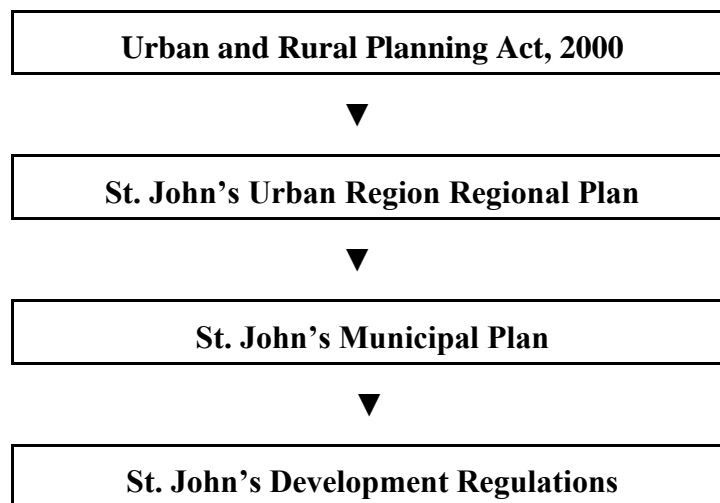 Urban and Rural Planning Act, 2000
St. John’s Urban Region Regional Plan
St. John’s Municipal Plan
St. John’s Development Regulations